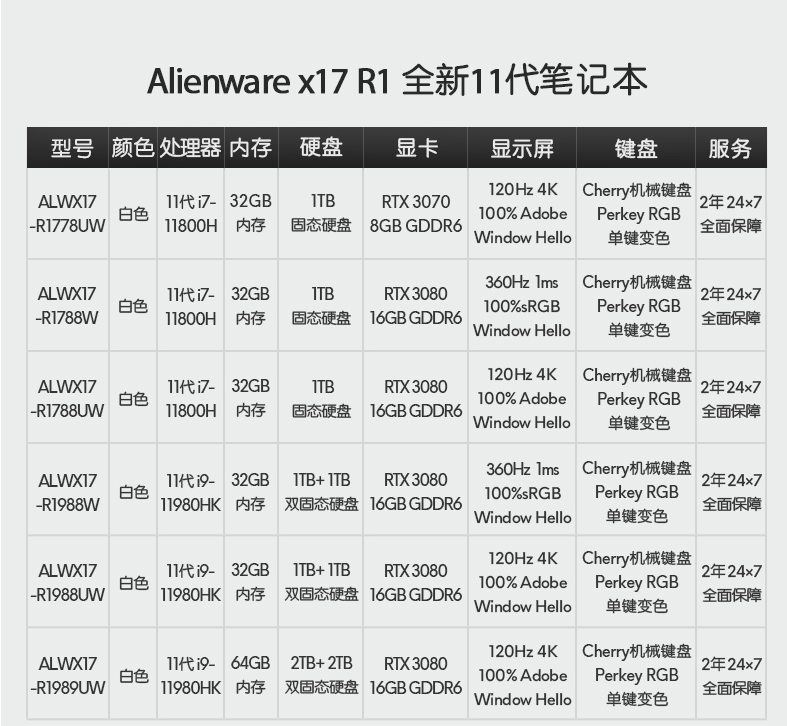 Alienware x17 R1 全新11代笔记本
型号 颜色 处理器 内存 硬盘 显卡 显示屏 键盘 服务
ALWX17
-R1778UW
白色
11代 i7-
11800H
32GB
内存
1TB
固态硬盘
RTX 3070
8GB GDDR6
120Hz 4K
100% Adobe
Window Hello
Cherry机械键盘
Perkey RGB
单键变色
2年 24×7
全面保障
ALWX17
-R1788W
白色
11代 i7-
11800H
32GB
内存
1TB
固态硬盘
RTX 3080
16GB GDDR6
360Hz 1ms
100%sRGB
Window Hello
Cherry机械键盘
Perkey RGB
单键变色
2年 24×7
全面保障
ALWX17
-R1788UW
白色
11代 i7-
11800H
32GB
内存
1TB
固态硬盘
RTX 3080
16GB GDDR6
120Hz 4K
100% Adobe
Window Hello
Cherry机械键盘
Perkey RGB
单键变色
2年 24×7
全面保障
ALWX17
-R1988W
白色
11代 i9-
11980HK
32GB
内存
1TB+ 1TB
双固态硬盘
RTX 3080
16GB GDDR6
360Hz 1ms
100%sRGB
Window Hello
Cherry机械键盘
Perkey RGB
单键变色
2年 24×7
全面保障
ALWX17
-R1988UW
白色
11代 i9-
11980HK
32GB
内存
1TB+ 1TB
双固态硬盘
RTX 3080
16GB GDDR6
120Hz 4K
100% Adobe
Window Hello
Cherry机械键盘
Perkey RGB
单键变色
2年 24×7
全面保障
ALWX17
-R1989UW
白色
11代 i9-
11980HK
64GB
内存
2TB+ 2TB
双固态硬盘
RTX 3080
16GB GDDR6
120Hz 4K
100% Adobe
Window Hello
Cherry机械键盘
Perkey RGB
单键变色
2年 24×7
全面保障